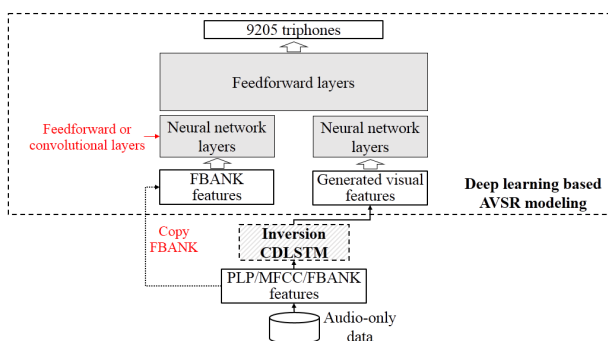 9205 triphones
Feedforward layers
Feedforward or
convolutional layers
Neural network
layers
Neural network
layers
FBANK
features
Generated visual
features
Deep learning based
AVSR modeling
Copy
FBANK
Inversion
CDLSTM
PLP/MFCC/FBANK
features
Audio-only
data